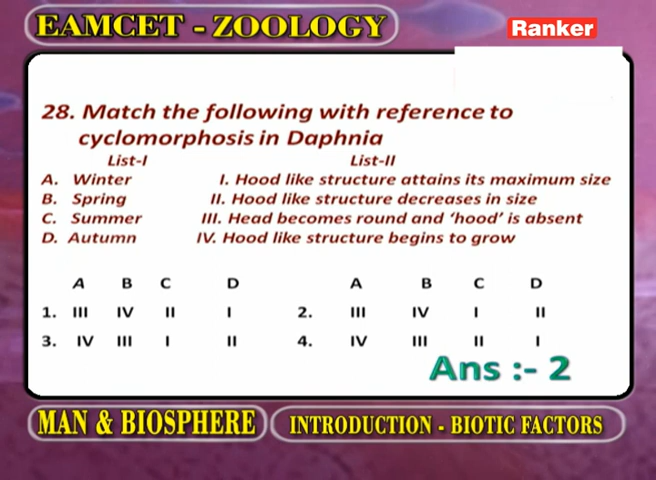 EAMCET - ZOOLOGY
Ranker
28. Match the following with reference to
cyclomorphosis in Daphnia
List-I List-II
A. Winter I. Hood like structure attains its maximum size
B. Spring II. Hood like structure decreases in size
C. Summer III. Head becomes round and ‘hood’ is absent
D. Autumn IV. Hood like structure begins to grow
A B C D A B C D
1. III IV II I 2. III IV I II
3. IV III I II 4. IV III II I
Ans :- 2
MAN & BIOSPHERE INTRODUCTION - BIOTIC FACTORS